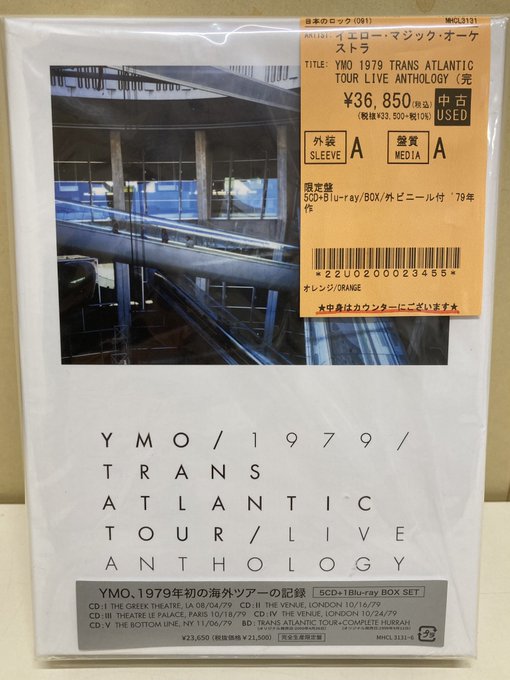 日本のロック(091) MHCL3131
ARTIST: イエロー・マジック・オーケ
ストラ
TITLE: YMO 1979 TRANS ATLANTIC
TOUR LIVE ANTHOLOGY (完
¥36,850(税込)
(税抜¥33,500+税10%)
中古
USED
外装
SLEEVE A
盤質
MEDIA A
限定盤
5CD+Blu-ray/BOX/外ビニール付 '79年
作
*22U0200023455*
オレンジ/ORANGE
★中身はカウンターにございます★
YMO/1979/
TRANS
ATLANTIC
TOUR/LIVE
ANTHOLOGY
YMO、1979年初の海外ツアーの記録 5CD+1Blu-ray BOX SET
CD:I THE GREEK THEATRE, LA 08/04/79 CD:II THE VENUE, LONDON 10/16/79
CD:III THEATRE LE PALACE, PARIS 10/18/79 CD:IV THE VENUE, LONDON 10/24/79
CD:V THE BOTTOM LINE, NY 11/06/79 BD: TRANS ATLANTIC TOUR+COMPLETE HURRAH
¥23,650(税抜価格¥21,500) 完全生産限定盤 MHCL 3131~6